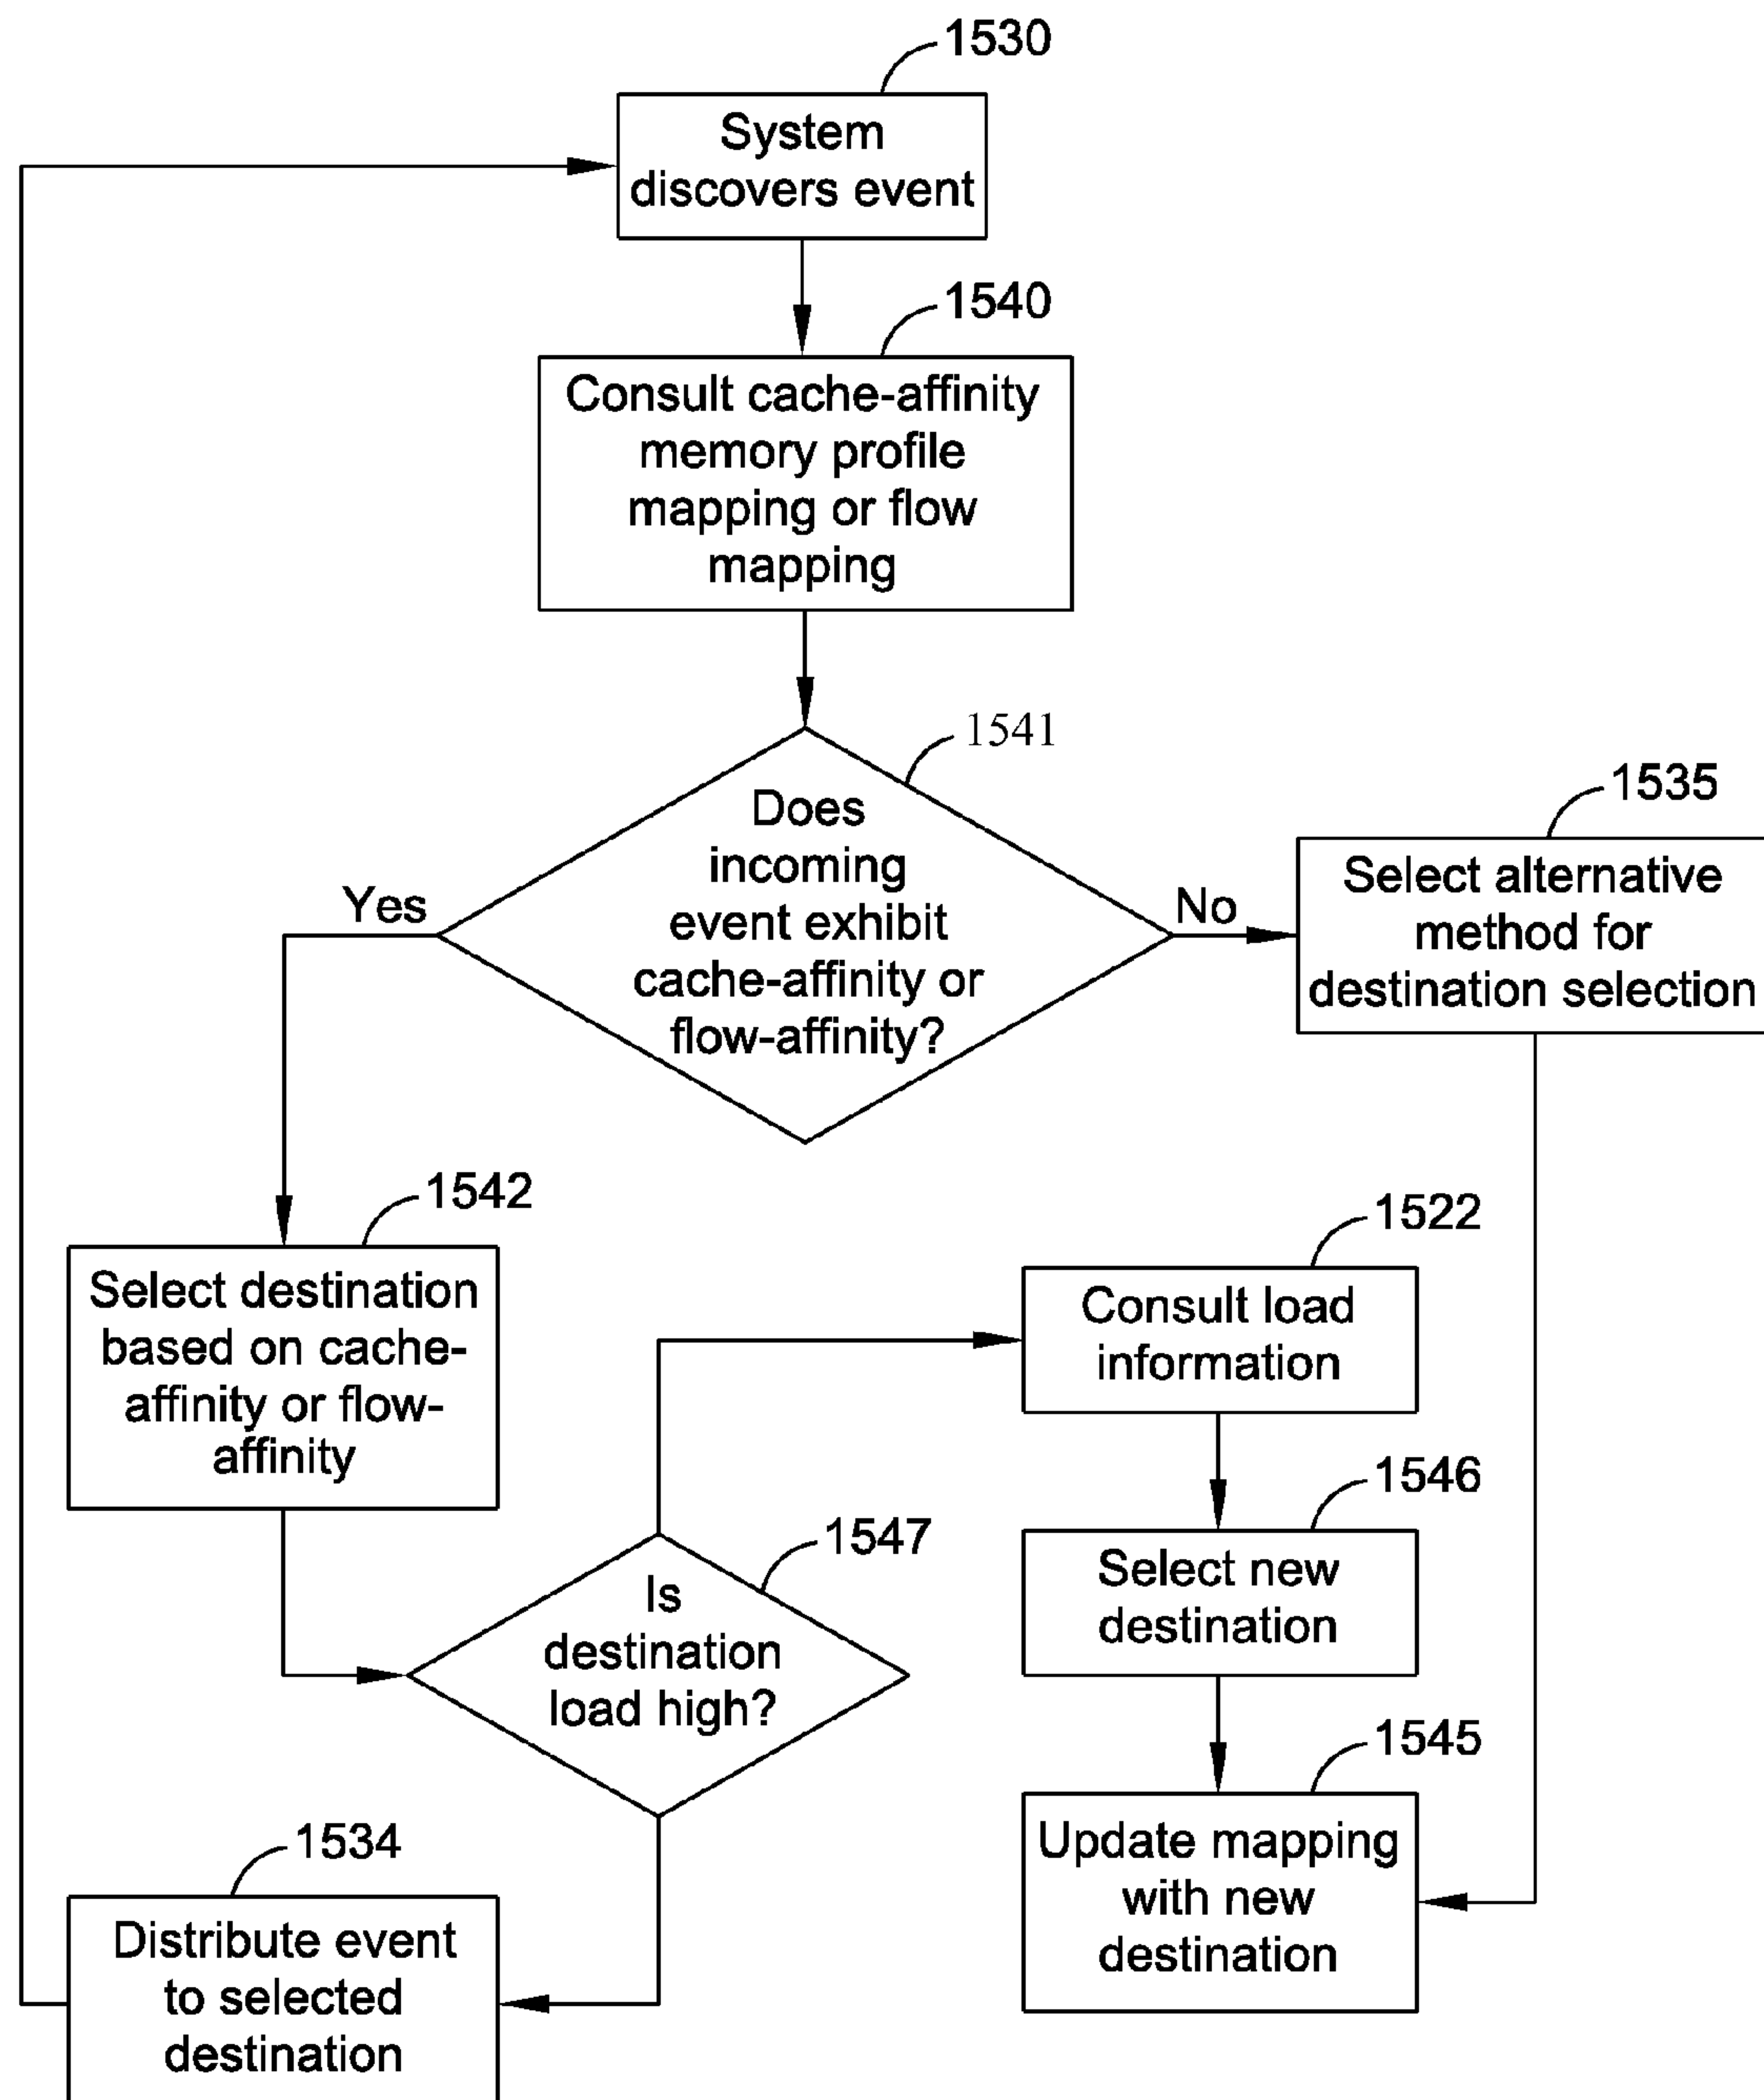 1530
System
discovers event
1540
Consult cache-affinity
memory profile
mapping or flow
mapping
1541
Does
incoming
event exhibit
cache-affinity or
flow-affinity?
Yes
No
1535
Select alternative
method for
destination selection
1542
Select destination
based on cache-
affinity or flow-
affinity
1522
Consult load
information
1546
Select new
destination
1547
Is
destination
load high?
1545
Update mapping
with new
destination
1534
Distribute event
to selected
destination